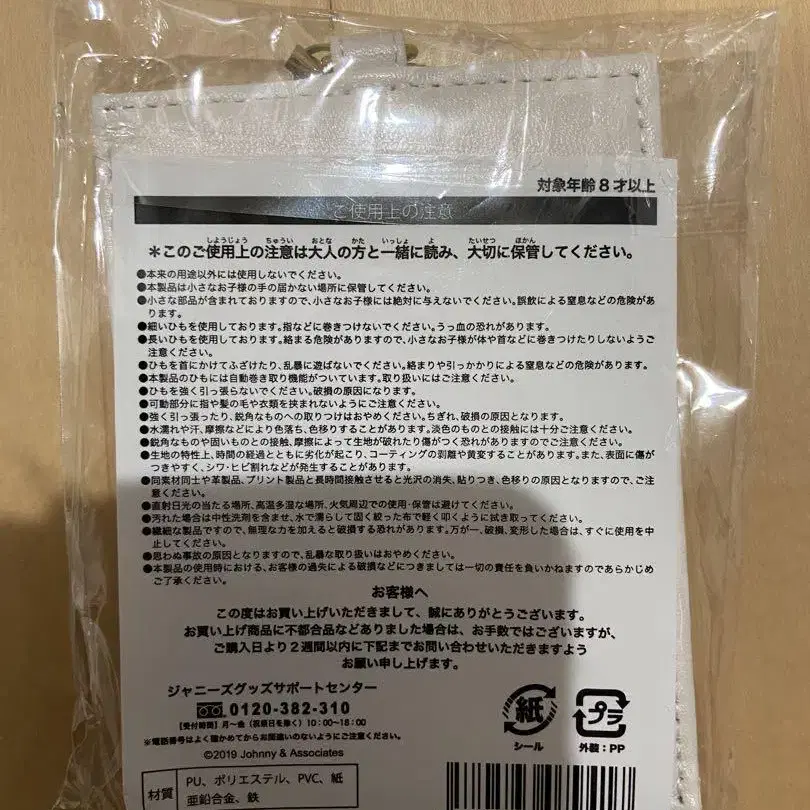 対象年齢8才以上
ご使用上の注意
＊このご使用上の注意は大人の方と一緒に読み、大切に保管してください。
●本来の用途以外には使用しないでください。
●本製品は小さなお子様の手の届かない場所に保管してください。
●小さな部品が含まれておりますので、小さなお子様には絶対に与えないでください。誤飲による窒息などの危険があ
ります。
●細いひもを使用しております。指などに巻きつけないでください。うっ血の恐れがあります。
●長いひもを使用しております。絡まる危険がありますので、小さなお子様が体や首などに巻きつけたりしないようご
注意ください。
●ひもを首にかけてふざけたり、乱暴に遊ばないでください。絡まりや引っかかりによる窒息などの危険があります。
●本製品のひもには自動巻き取り機能がついています。取り扱いにはご注意ください。
●ひもを強く引っ張らないでください。破損の原因になります。
●可動部分に指や髪の毛や衣類を挟まれないようにご注意ください。
●強く引っ張ったり、鋭角なものへの取りつけはおやめください。ちぎれ、破損の原因となります。
●水濡れや汗、摩擦などにより色落ち、色移りすることがあります。淡色のものとの接触には十分ご注意ください。
●鋭角なものや固いものとの接触、摩擦によって生地が破れたり傷がつく恐れがありますのでご注意ください。
●生地の特性上、時間の経過とともに劣化が起こり、コーティングの剥離や黄変することがあります。また、表面に傷が
つきやすく、シワ・ヒビ割れなどが発生することがあります。
●同素材同士や革製品、プリント製品と長時間接触させると光沢の消失、貼りつき、色移りの原因となりますので、ご注
意ください。
●直射日光の当たる場所、高温多湿な場所、火気周辺での使用・保管は避けてください。
●汚れた場合は中性洗剤を含ませ、水で濡らして固く絞った布で軽く叩くように拭き取ってください。
●繊細な製品ですので、無理な力を加えると破損する恐れがあります。万が一、破損、変形した場合は、すぐに使用を中
止してください。
●思わぬ事故の原因となりますので、乱暴な取り扱いはおやめください。
●本製品の使用時における、お客様の過失による破損などにつきましては一切の責任を負いかねますのであらかじめ
ご了承ください。
お客様へ
この度はお買い上げいただきまして、誠にありがとうございます。
お買い上げ商品に不都合品などありました場合は、お手数ではございますが、
ご購入日より2週間以内に下記までお問い合わせいただきますよう
お願い申し上げます。
ジャニーズグッズサポートセンター
0120-382-310
【受付時間】月〜金（祝祭日を除く）10：00〜18：00
※電話番号はよく確かめてからお間違いのないようにご注意ください。
©2019 Johnny & Associates
紙
シール
プラ
外装：PP
材質
PU、ポリエステル、PVC、紙
亜鉛合金、鉄